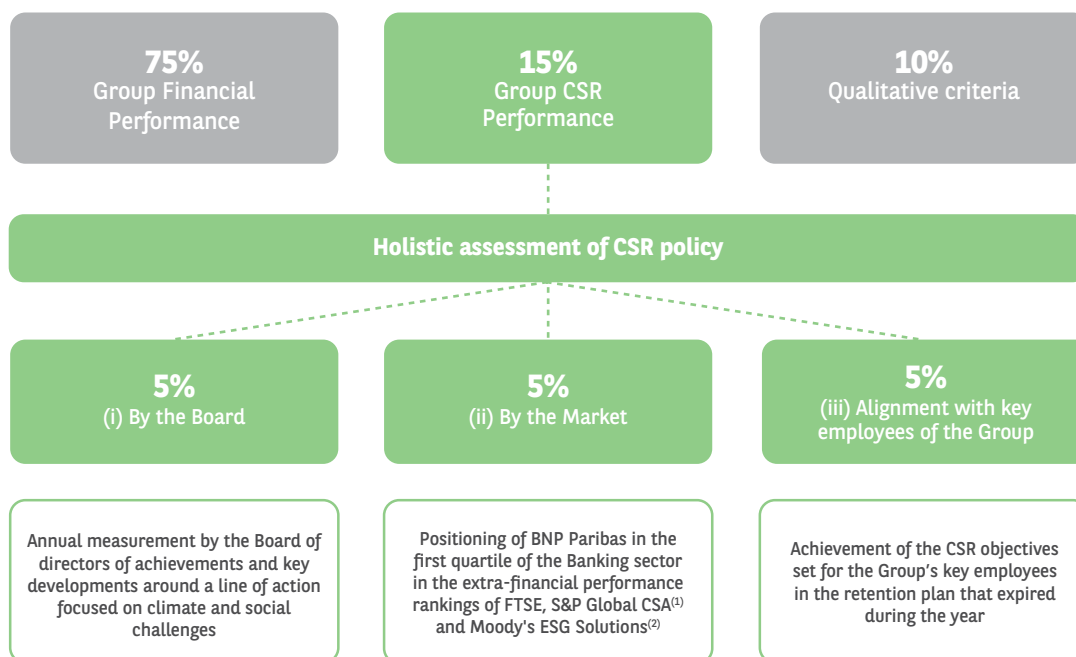 75%
Group Financial
Performance
15%
Group CSR
Performance
10%
Qualitative criteria
Holistic assessment of CSR policy
5%
(i) By the Board
5%
(ii) By the Market
5%
(iii) Alignment with key
employees of the Group
Annual measurement by the Board of
directors of achievements and key
developments around a line of action
focused on climate and social
challenges
Positioning of BNP Paribas in the
first quartile of the Banking sector
in the extra-financial performance
rankings of FTSE, S&P Global CSA(1)
and Moody's ESG Solutions(2)
Achievement of the CSR objectives
set for the Group’s key employees
in the retention plan that expired
during the year